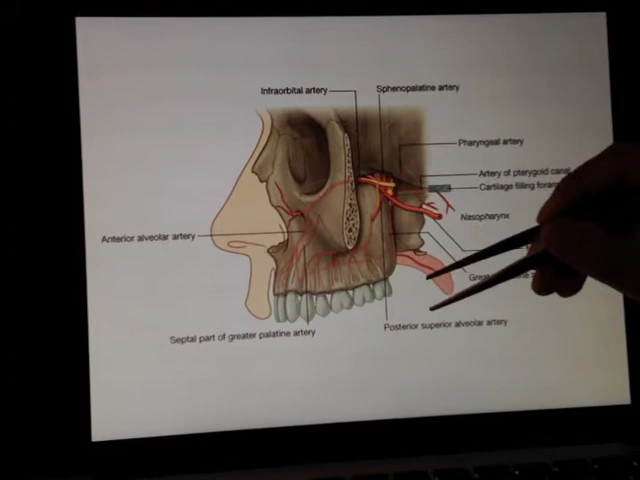 Infraorbital artery
Sphenopalatine artery
Pharyngeal artery
Artery of pterygoid canal
Cartilage filling
Nasopharynx
Anterior alveolar artery
Septal part of greater palatine artery
Posterior superior alveolar artery